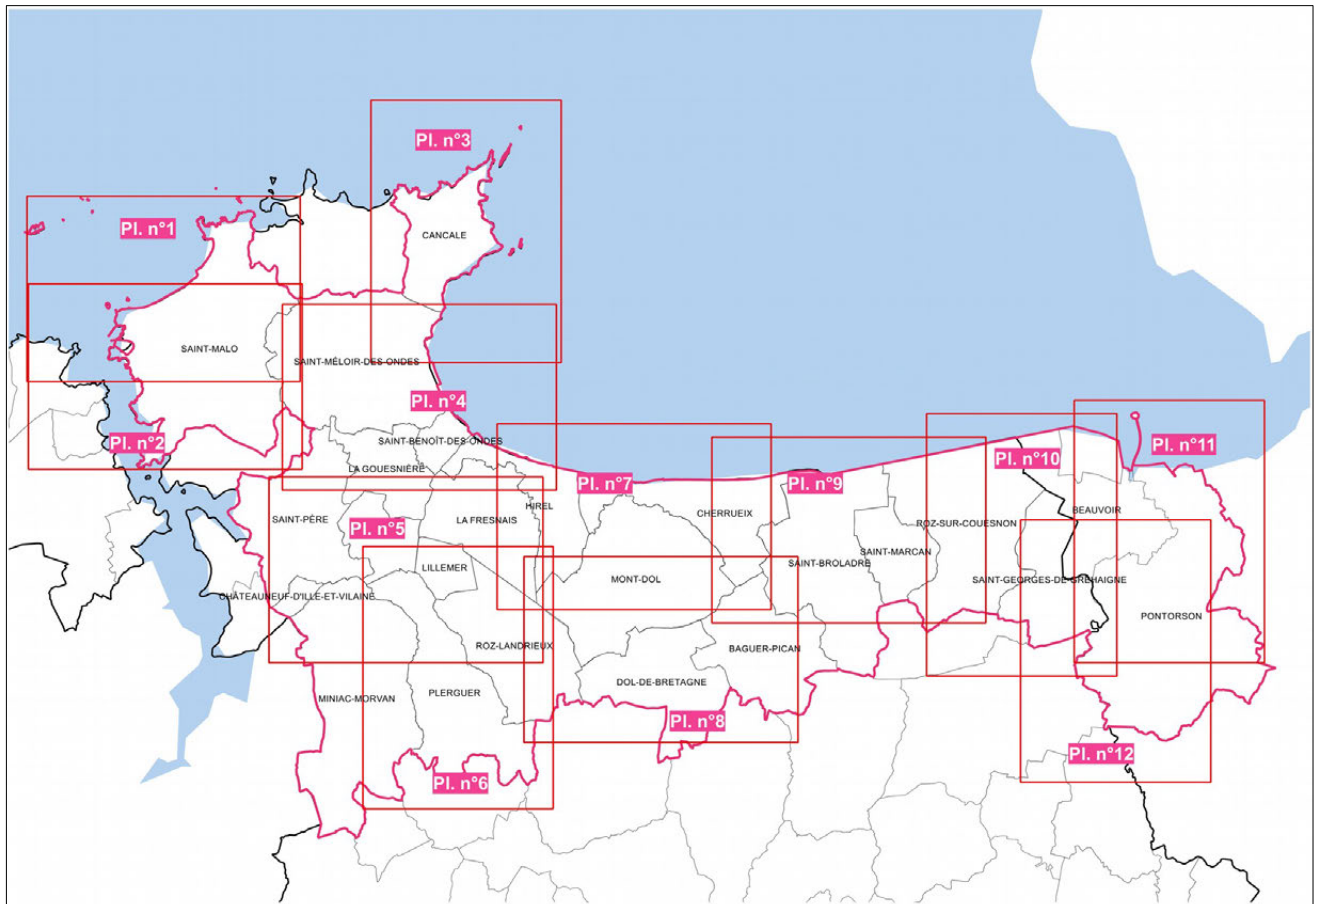 Pl. n°3
Pl. n°1
CANCALE
SAINT-MALO
SAINT-MÉLOIR-DES-ONDES
Pl. n°4
Pl. n°2
SAINT-BENOÎT-DES-ONDES
Pl. n°11
LA GOUESNIÈRE
Pl. n°10
Pl. n°7
Pl. n°9
HIREL
CHERRUEIX
BEAUVOIR
SAINT-PÈRE
LA FRESNAIS
ROZ-SUR-COUESNON
Pl. n°5
SAINT-MARCAN
SAINT-BROLADRE
LILLEMER
MONT-DOL
SAINT-GEORGES-DE-GRÉHAIGNE
CHÂTEAUNEUF-D'ILLE-ET-VILAINE
PONTORSON
ROZ-LANDRIEUX
BAGUER-PICAN
DOL-DE-BRETAGNE
PLERGUER
MINIAC-MORVAN
Pl. n°8
Pl. n°12
Pl. n°6